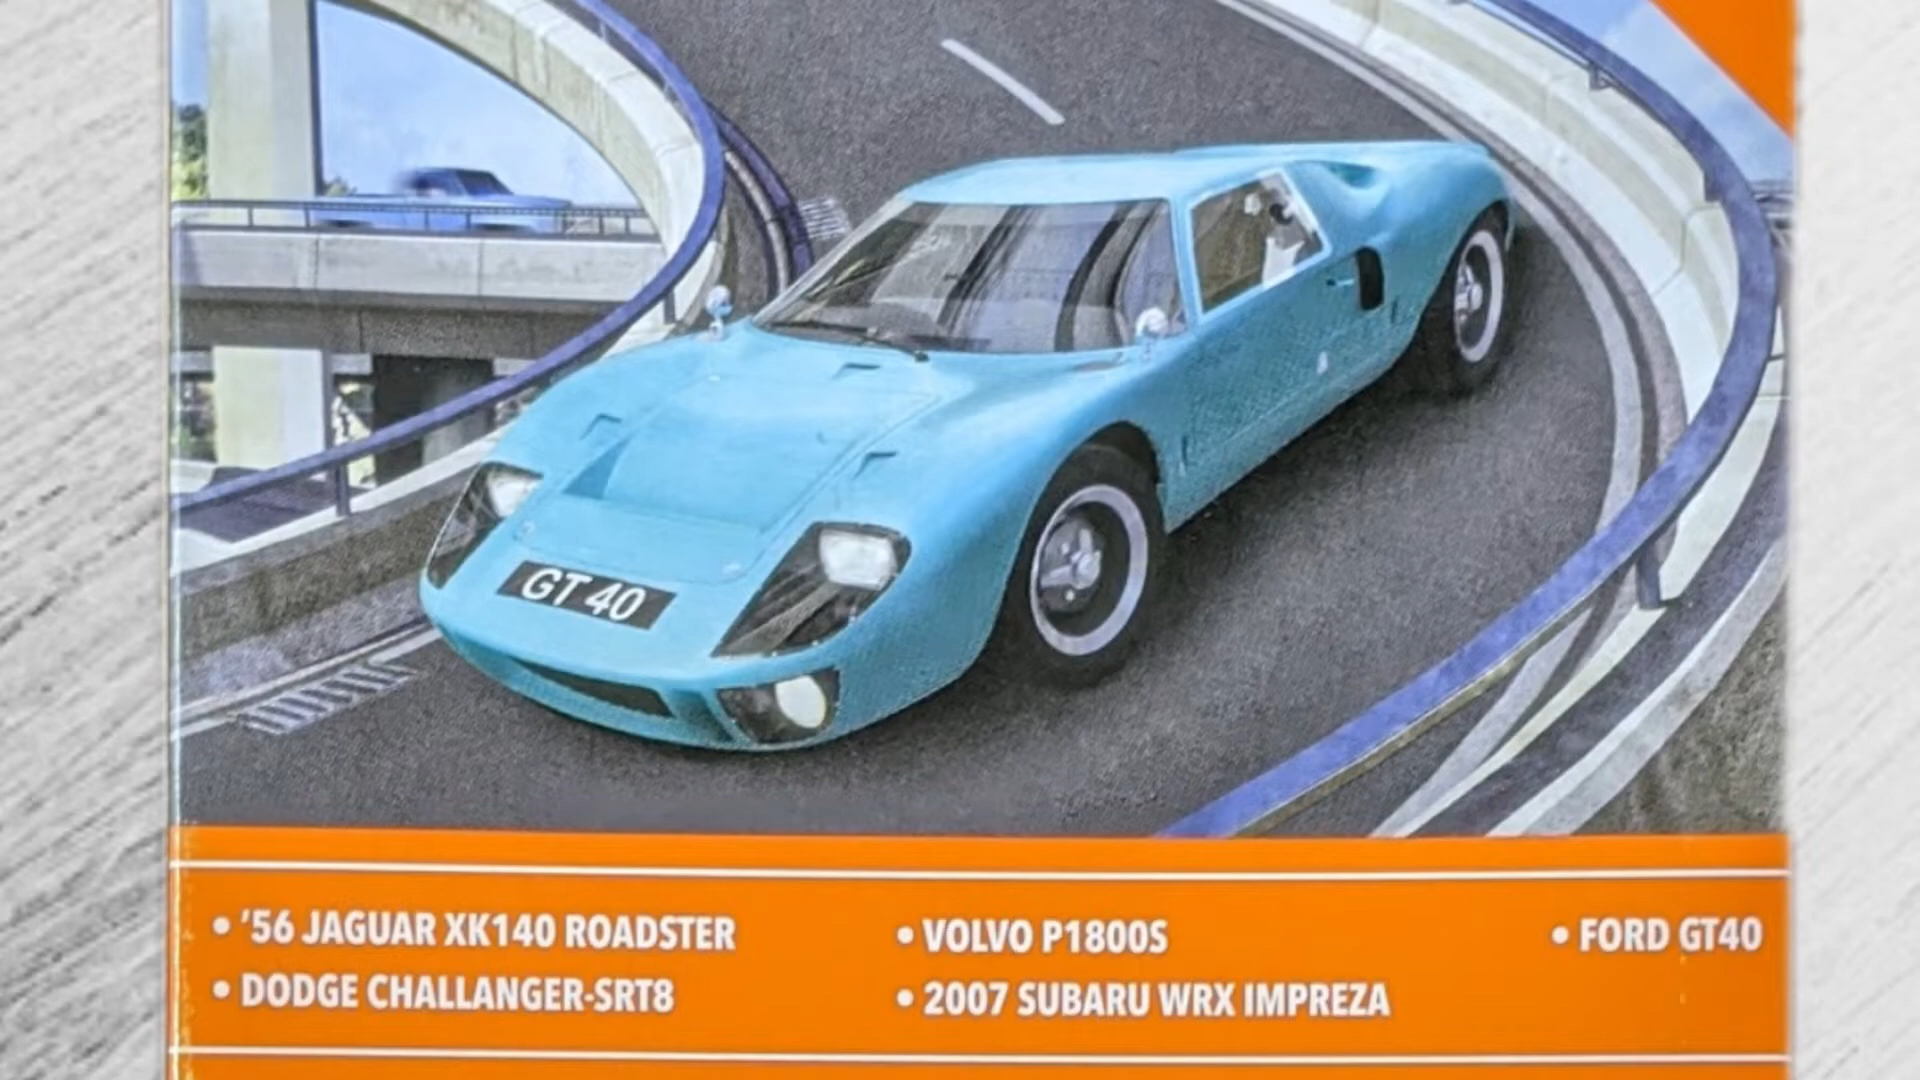 GT 40
• '56 JAGUAR XK140 ROADSTER
• DODGE CHALLANGER-SRT8
• VOLVO P1800S
• 2007 SUBARU WRX IMPREZA
• FORD GT40